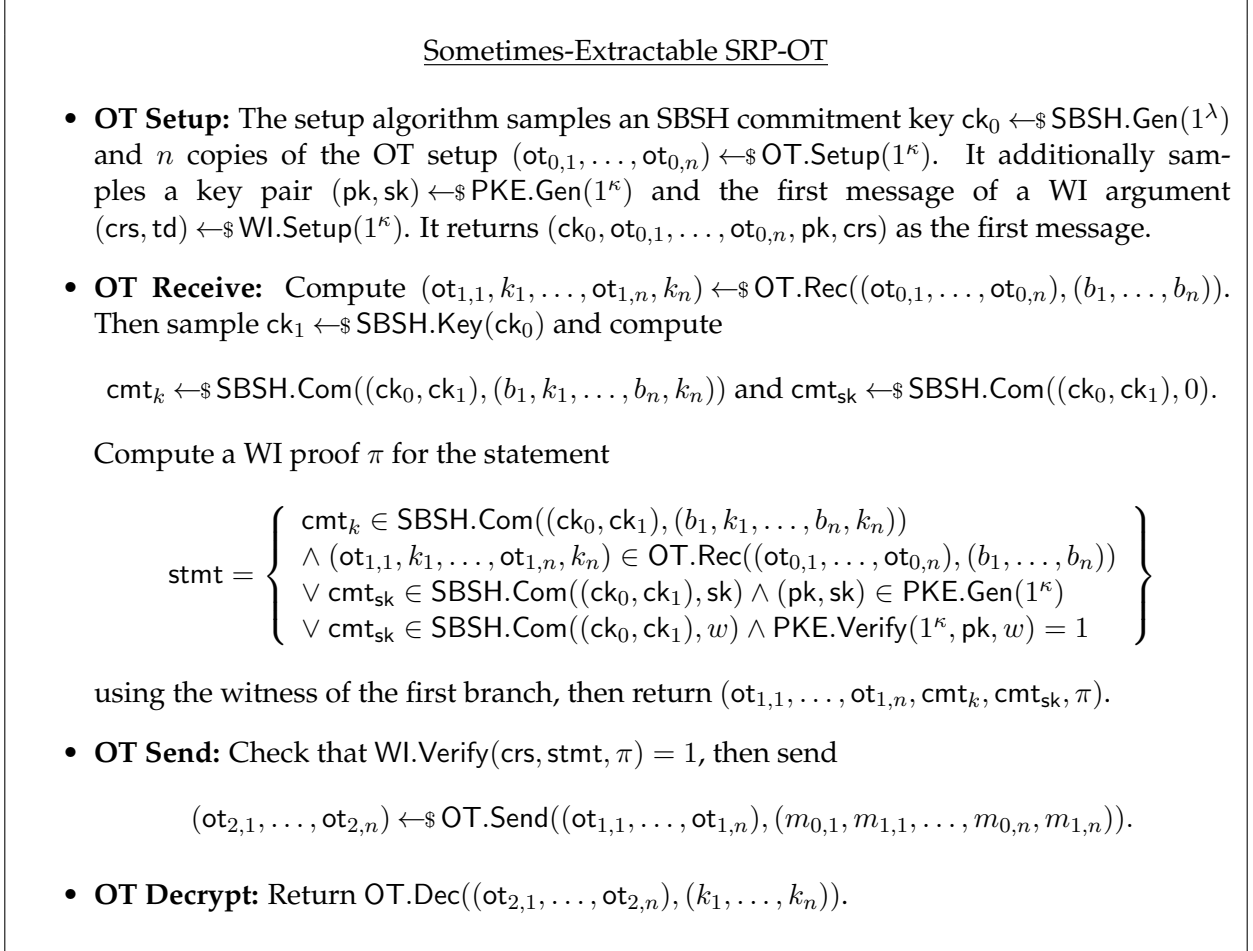 Sometimes-Extractable SRP-OT
• OT Setup: The setup algorithm samples an SBSH commitment key ck₀ ←$ SBSH.Gen(1^λ)
and n copies of the OT setup (ot₀,₁, . . . , ot₀,ₙ) ←$ OT.Setup(1^κ). It additionally sam-
ples a key pair (pk, sk) ←$ PKE.Gen(1^κ) and the first message of a WI argument
(crs, td) ←$ WI.Setup(1^κ). It returns (ck₀, ot₀,₁, . . . , ot₀,ₙ, pk, crs) as the first message.
• OT Receive: Compute (ot₁,₁, k₁, . . . , ot₁,ₙ, kₙ) ←$ OT.Rec((ot₀,₁, . . . , ot₀,ₙ), (b₁, . . . , bₙ)).
Then sample ck₁ ←$ SBSH.Key(ck₀) and compute
cmtₖ ←$ SBSH.Com((ck₀, ck₁), (b₁, k₁, . . . , bₙ, kₙ)) and cmt_sk ←$ SBSH.Com((ck₀, ck₁), 0).
Compute a WI proof π for the statement
cmtₖ ∈ SBSH.Com((ck₀, ck₁), (b₁, k₁, . . . , bₙ, kₙ))
∧ (ot₁,₁, k₁, . . . , ot₁,ₙ, kₙ) ∈ OT.Rec((ot₀,₁, . . . , ot₀,ₙ), (b₁, . . . , bₙ))
stmt = {
∨ cmt_sk ∈ SBSH.Com((ck₀, ck₁), sk) ∧ (pk, sk) ∈ PKE.Gen(1^κ)
∨ cmt_sk ∈ SBSH.Com((ck₀, ck₁), w) ∧ PKE.Verify(1^κ, pk, w) = 1 }
using the witness of the first branch, then return (ot₁,₁, . . . , ot₁,ₙ, cmtₖ, cmt_sk, π).
• OT Send: Check that WI.Verify(crs, stmt, π) = 1, then send
(ot₂,₁, . . . , ot₂,ₙ) ←$ OT.Send((ot₁,₁, . . . , ot₁,ₙ), (m₀,₁, m₁,₁, . . . , m₀,ₙ, m₁,ₙ)).
• OT Decrypt: Return OT.Dec((ot₂,₁, . . . , ot₂,ₙ), (k₁, . . . , kₙ)).